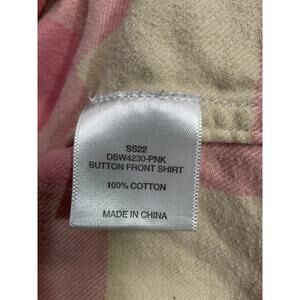 SS22
DSW4230-PNK
BUTTON FRONT SHIRT
100% COTTON
MADE IN CHINA